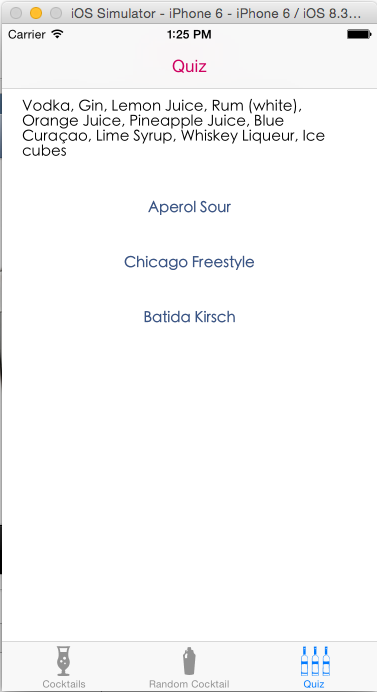 iOS Simulator - iPhone 6 - iPhone 6 / iOS 8.3...
Carrier 1:25 PM
Quiz
Vodka, Gin, Lemon Juice, Rum (white),
Orange Juice, Pineapple Juice, Blue
Curaçao, Lime Syrup, Whiskey Liqueur, Ice
cubes
Aperol Sour
Chicago Freestyle
Batida Kirsch
Cocktails Random Cocktail Quiz